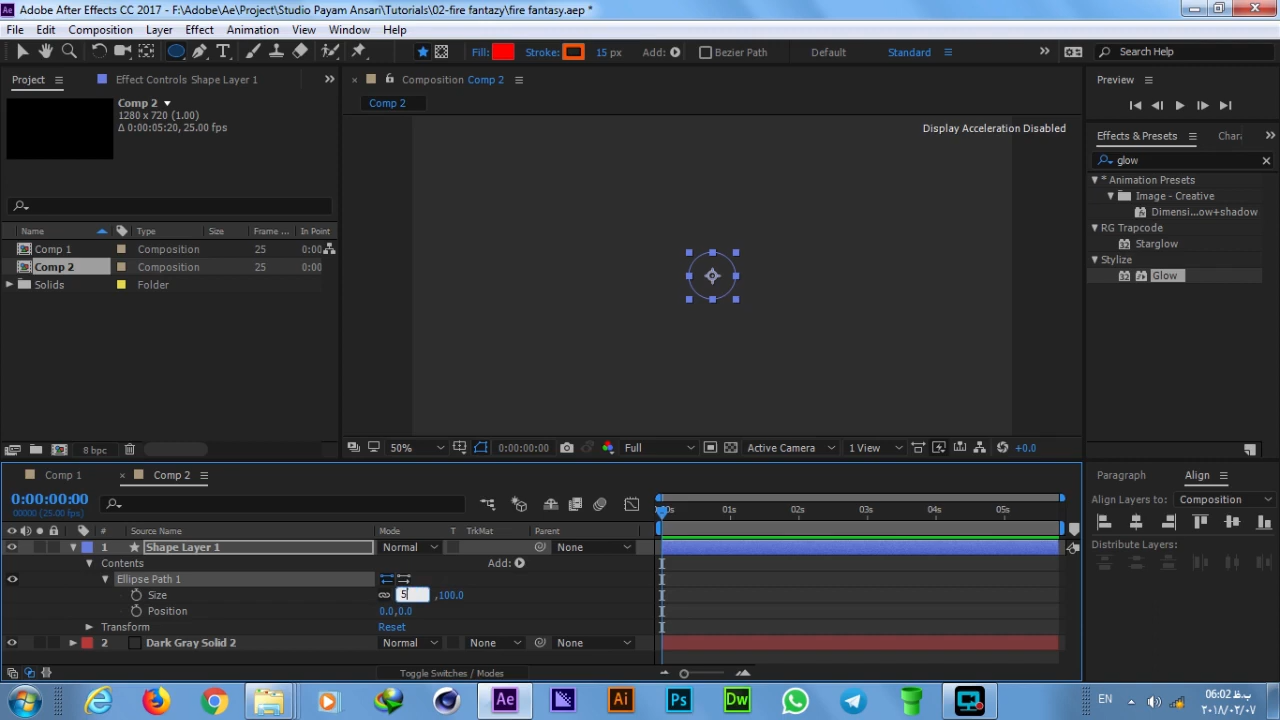 Adobe After Effects CC 2017 - F:\Adobe\Ae\Project\Studio Payam Ansari\Tutorials\02-fire fantazy\fire fantasy.aep *
File Edit Composition Layer Effect Animation View Window Help
Fill: Stroke: 15 px Add: Bezier Path Default Standard Search Help
Project Effect Controls Shape Layer 1
Comp 2
1280 x 720 (1.00)
Δ 0:00:05:20, 25.00 fps
Name Type Size Frame ... In Point
Comp 1 Composition 25 0:00
Comp 2 Composition 25 0:00
Solids Folder
8 bpc
Composition Comp 2
Comp 2
Display Acceleration Disabled
50% 0:00:00:00 Full Active Camera 1 View +0.0
Preview
Effects & Presets Chara
glow
* Animation Presets
Image - Creative
Dimensi...ow+shadow
RG Trapcode
Starglow
Stylize
Glow
Comp 1 Comp 2
0:00:00:00
00000 (25.00 fps)
# Source Name Mode T TrkMat Parent
1 Shape Layer 1 Normal None
Contents Add:
Ellipse Path 1
Size 5 ,100.0
Position 0.0,0.0
Transform Reset
2 Dark Gray Solid 2 Normal None None
Toggle Switches / Modes
01s 02s 03s 04s 05s
Paragraph Align
Align Layers to: Composition
Distribute Layers:
Ae Ai Ps Dw
EN
06:02 ب.ظ
٢٠١٨/٠٢/٠٧